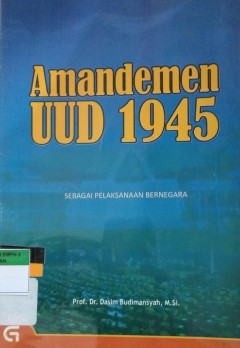 Amandemen
UUD 1945
SEBAGAI PELAKSANAAN BERNEGARA
Prof. Dr. Dasim Budimansyah, M.Si.